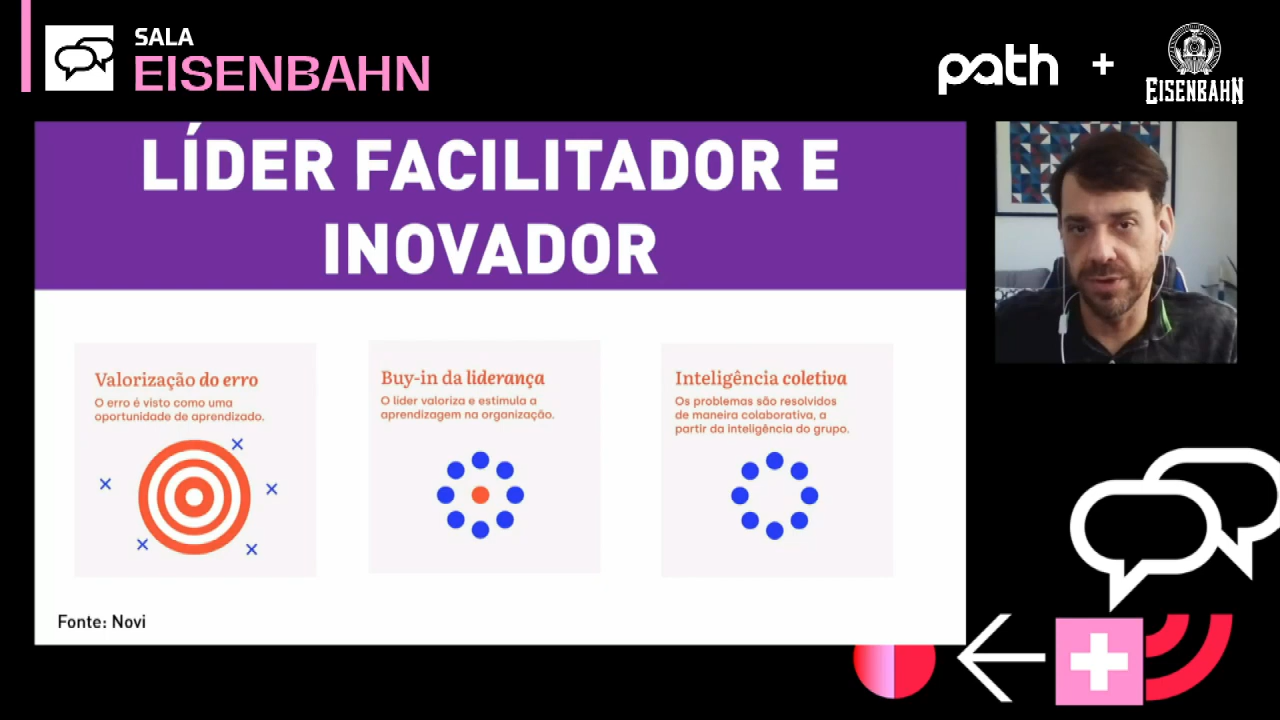 SALA
EISENBAHN
path + EISENBAHN
LÍDER FACILITADOR E
INOVADOR
Valorização do erro
O erro é visto como uma
oportunidade de aprendizado.
Buy-in da liderança
O líder valoriza e estimula a
aprendizagem na organização.
Inteligência coletiva
Os problemas são resolvidos
de maneira colaborativa, a
partir da inteligência do grupo.
Fonte: Novi